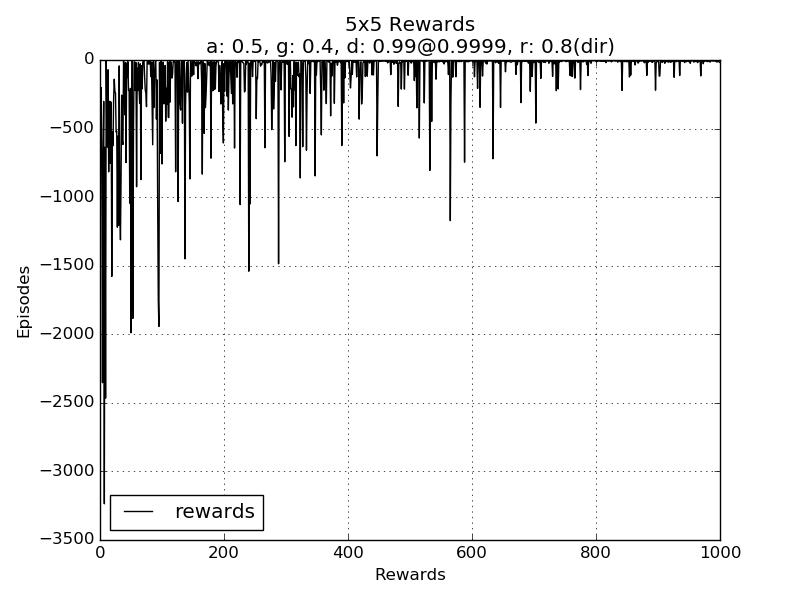 5x5 Rewards
a: 0.5, g: 0.4, d: 0.99@0.9999, r: 0.8(dir)
0
−500
−1000
−1500
−2000
−2500
−3000
−3500
Episodes
rewards
0 200 400 600 800 1000
Rewards